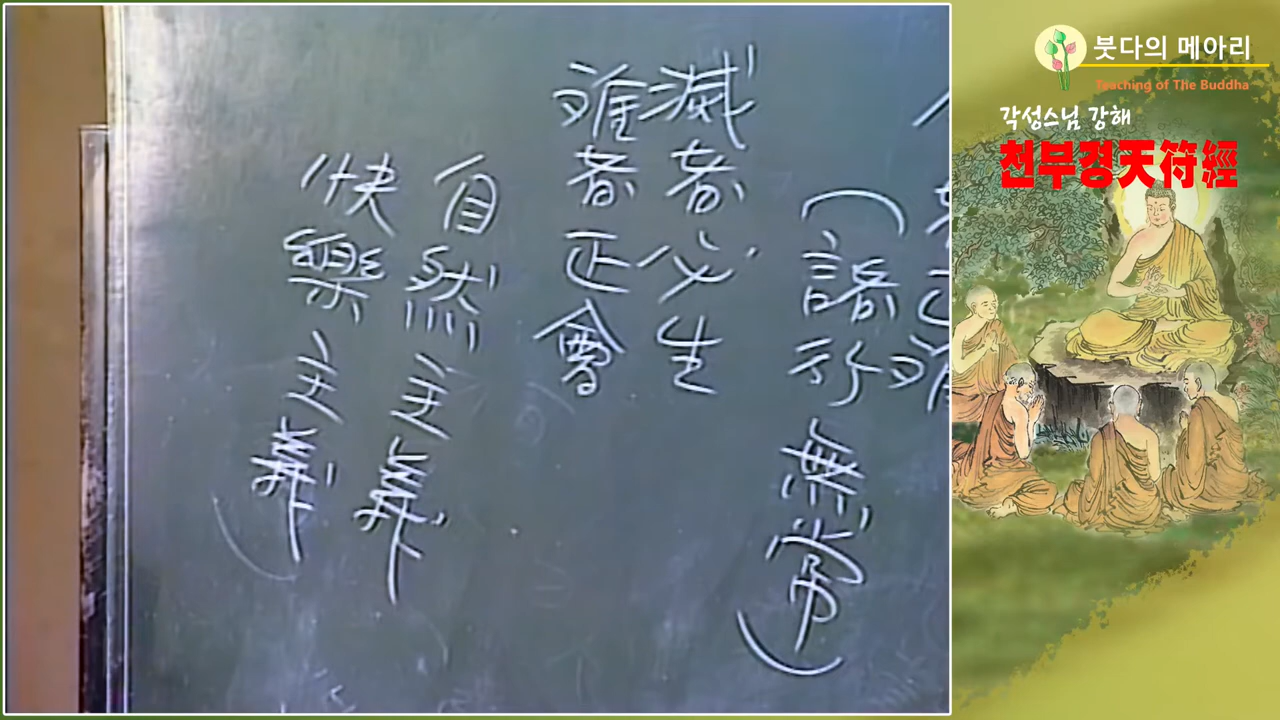 붓다의 메아리
Teaching of The Buddha
각성스님 강해
천부경天符經
(諸行無常)
滅者必生
離者正會
自然主義
快樂主義)